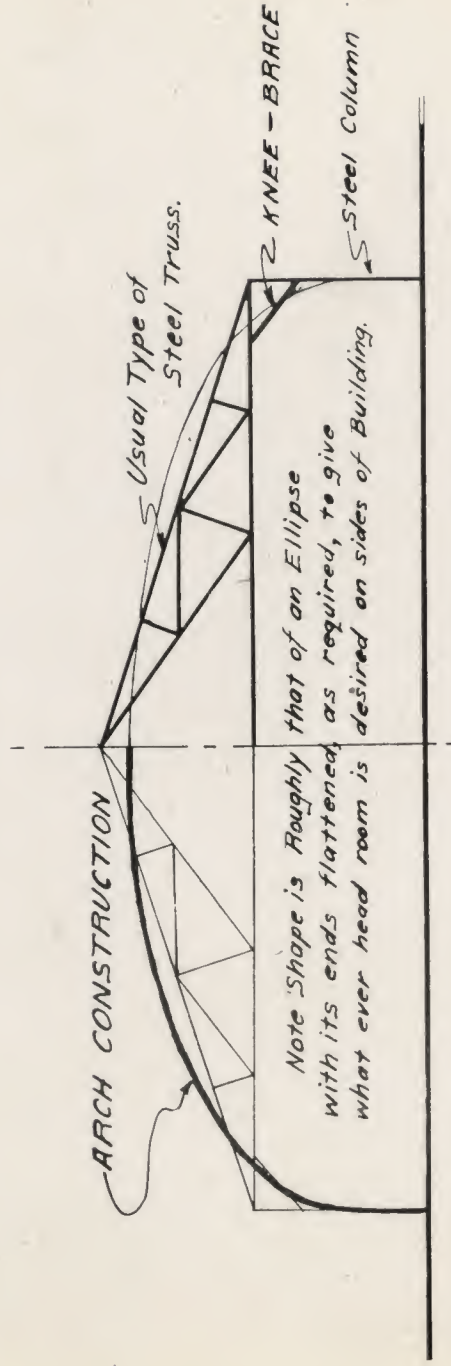 ARCH CONSTRUCTION
Usual Type of
Steel Truss.
KNEE-BRACE
Steel Column
Note Shape is Roughly that of an Ellipse
with its ends flattened, as required, to give
what ever head room is desired on sides of Building.